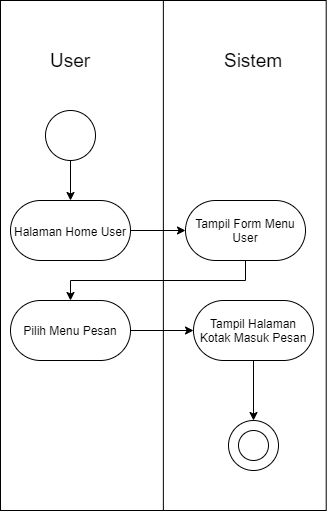 User
Sistem
Halaman Home User
Tampil Form Menu
User
Pilih Menu Pesan
Tampil Halaman
Kotak Masuk Pesan